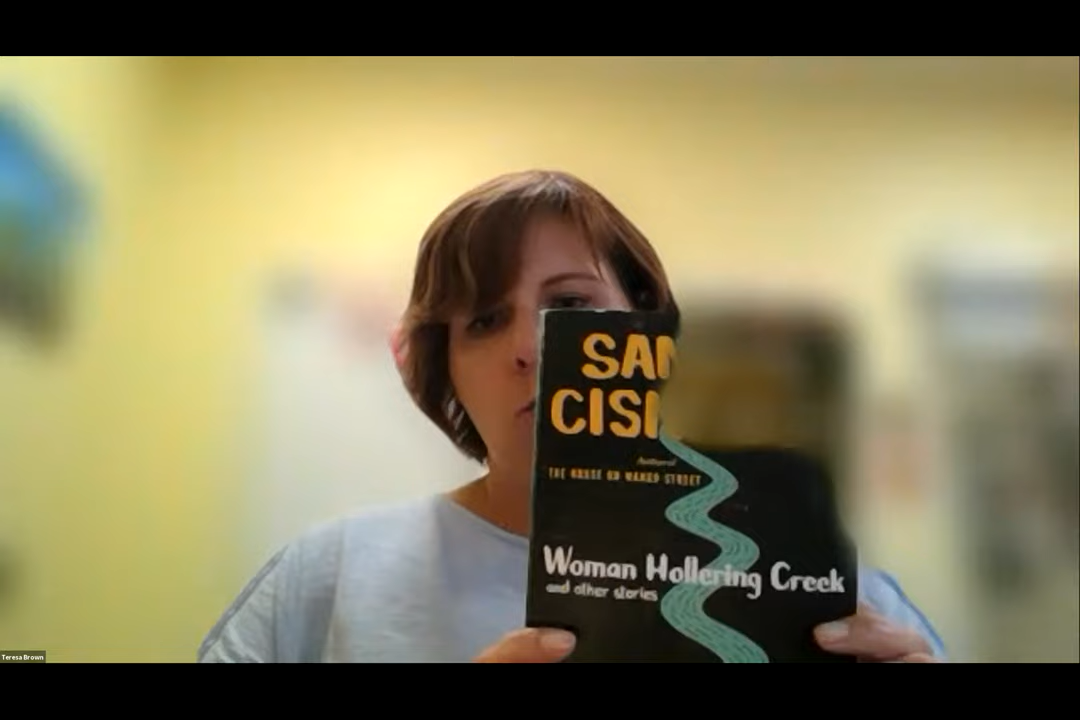 SAN
CISN
Author of
THE HOUSE ON MANGO STREET
Woman Hollering Creek
and other stories
Teresa Brown